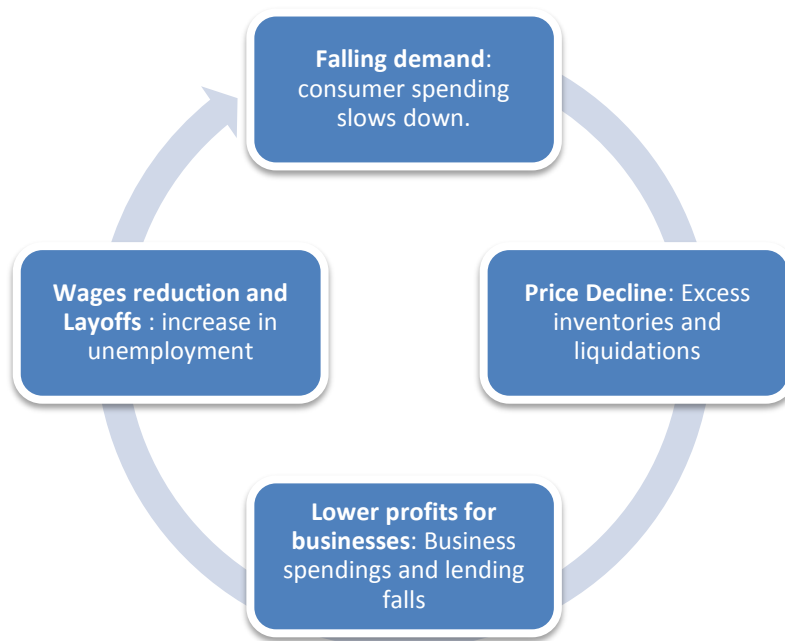 Falling demand:
consumer spending
slows down.
Price Decline: Excess
inventories and
liquidations
Lower profits for
businesses: Business
spendings and lending
falls
Wages reduction and
Layoffs : increase in
unemployment